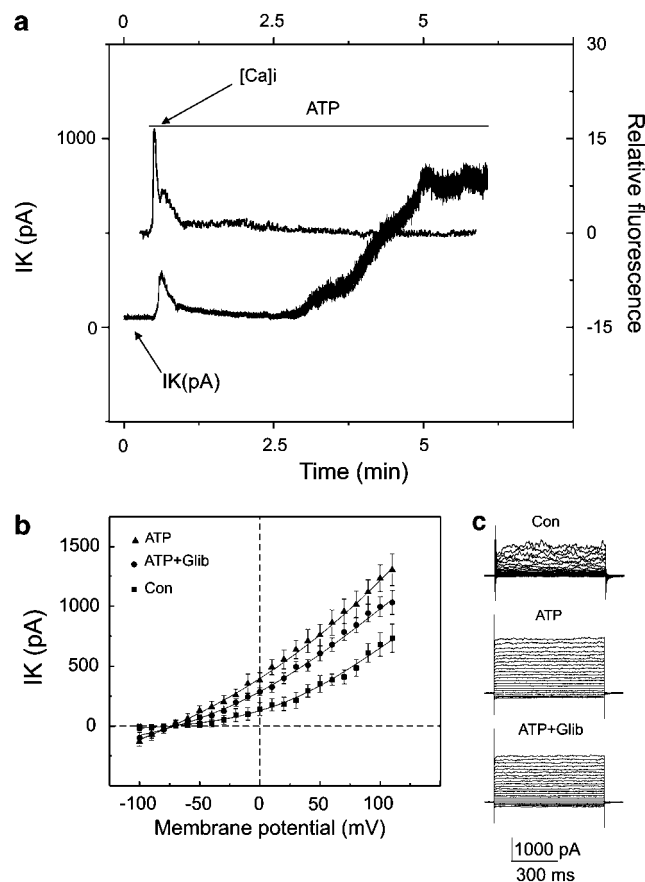 a
0 2.5 5
30
[Ca]i
ATP
1000
15
IK (pA)
0
Relative fluorescence
0
-15
IK(pA)
0 2.5 5
Time (min)
b
ATP
ATP+Glib
Con
1500
1000
500
0
IK (pA)
-100 -50 0 50 100
Membrane potential (mV)
c
Con
ATP
ATP+Glib
1000 pA
300 ms